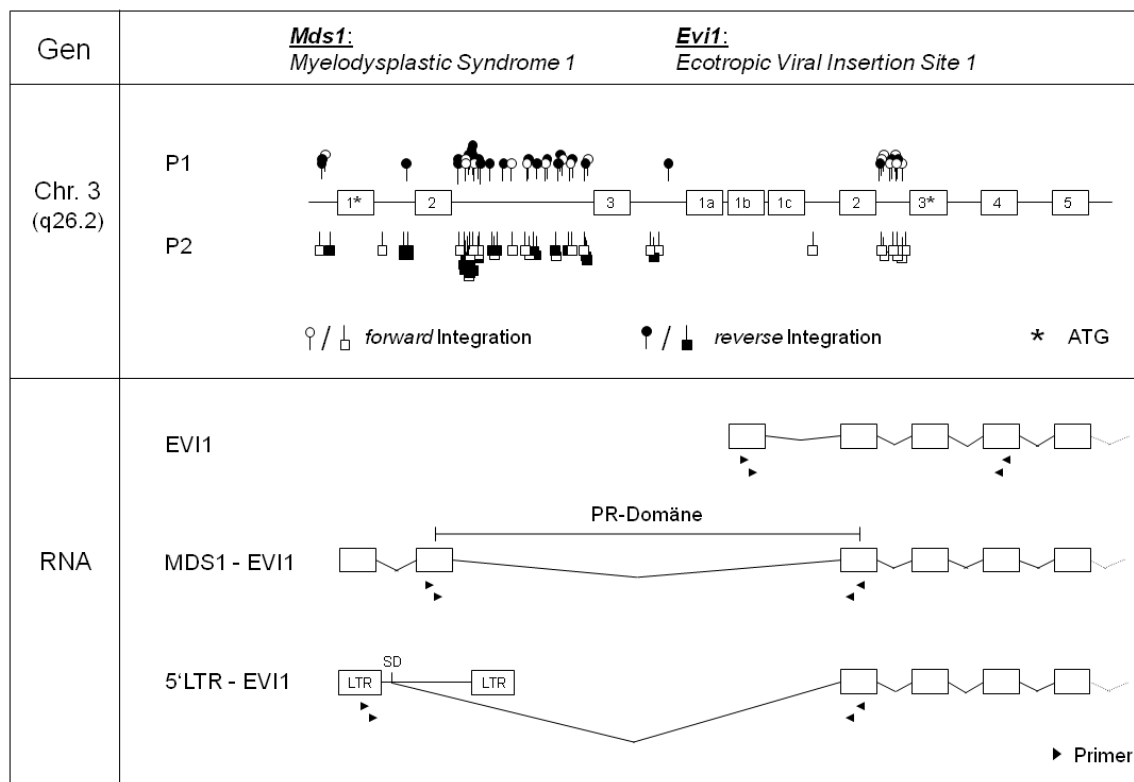 Gen
Mds1:
Myelodysplastic Syndrome 1
Evi1:
Ecotropic Viral Insertion Site 1
Chr. 3
(q26.2)
P1
1* 2 3 1a 1b 1c 2 3* 4 5
P2
/ forward Integration / reverse Integration * ATG
RNA
EVI1
PR-Domäne
MDS1 - EVI1
SD
5‘LTR - EVI1 LTR LTR
Primer